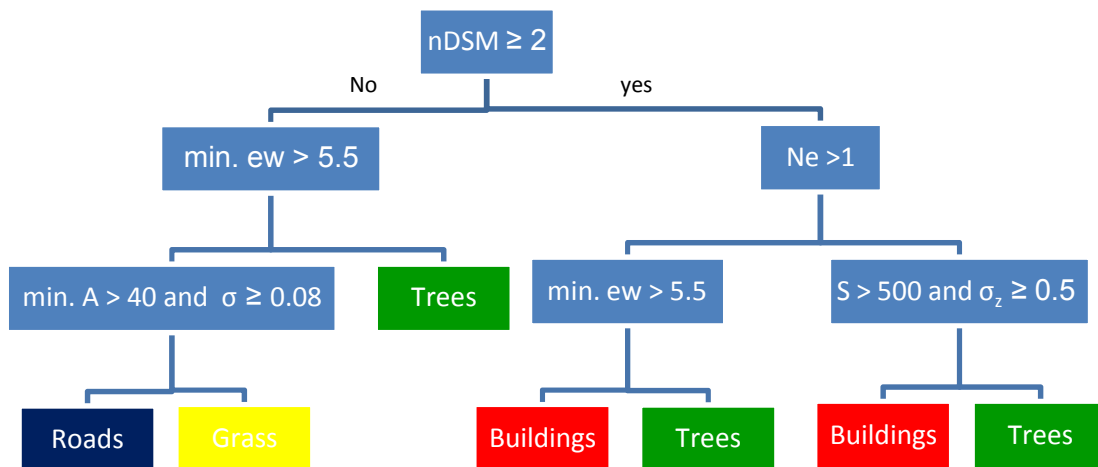 nDSM ≥ 2
No
yes
min. ew > 5.5
Ne >1
min. A > 40 and σ ≥ 0.08
Trees
min. ew > 5.5
S > 500 and σz ≥ 0.5
Roads
Grass
Buildings
Trees
Buildings
Trees